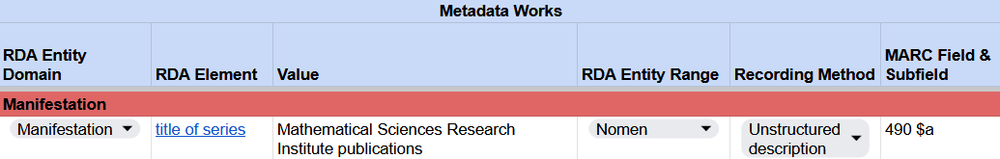 Metadata Works
RDA Entity Domain RDA Element Value RDA Entity Range Recording Method MARC Field & Subfield
Manifestation
Manifestation title of series Mathematical Sciences Research Institute publications Nomen Unstructured description 490 $a